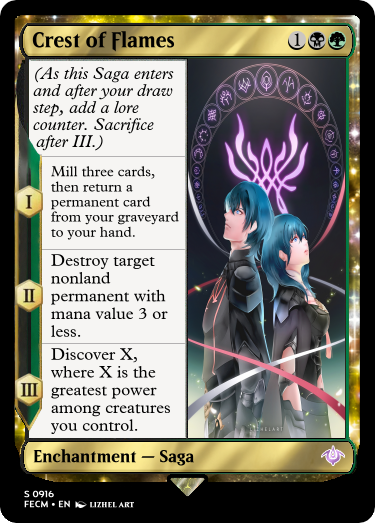 Crest of Flames 1
(As this Saga enters
and after your draw
step, add a lore
counter. Sacrifice
after III.)
I
Mill three cards,
then return a
permanent card
from your graveyard
to your hand.
II
Destroy target
nonland
permanent with
mana value 3 or
less.
III
Discover X,
where X is the
greatest power
among creatures
you control.
LIZHELART
Enchantment — Saga
S 0916
FECM • EN LIZHEL ART